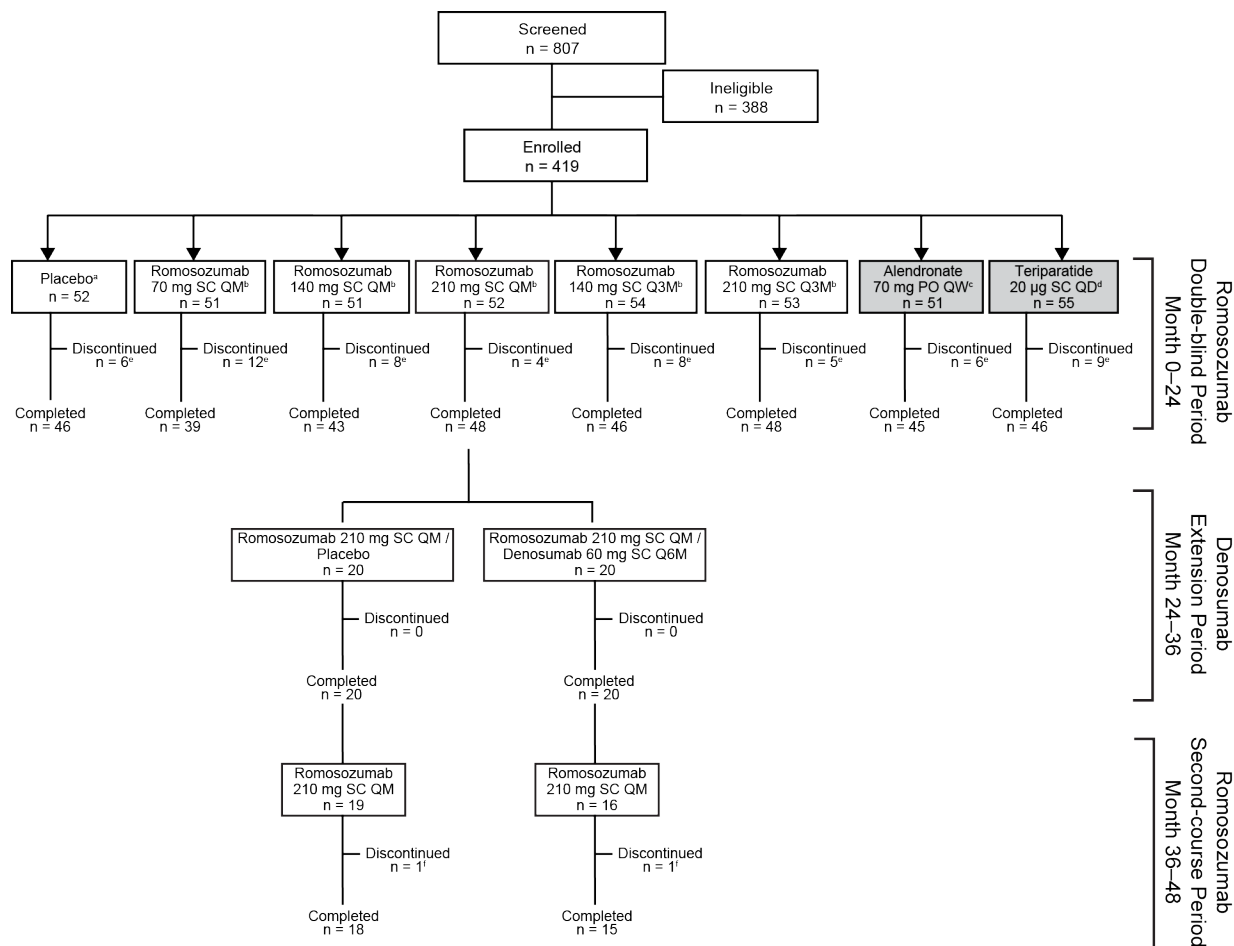 Screened
n = 807
Ineligible
n = 388
Enrolled
n = 419
Placeboᵃ
n = 52
Romosozumab
70 mg SC QMᵇ
n = 51
Romosozumab
140 mg SC QMᵇ
n = 51
Romosozumab
210 mg SC QMᵇ
n = 52
Romosozumab
140 mg SC Q3Mᵇ
n = 54
Romosozumab
210 mg SC Q3Mᵇ
n = 53
Alendronate
70 mg PO QWᶜ
n = 51
Teriparatide
20 µg SC QDᵈ
n = 55
Discontinued
n = 6ᵉ
Discontinued
n = 12ᵉ
Discontinued
n = 8ᵉ
Discontinued
n = 4ᵉ
Discontinued
n = 8ᵉ
Discontinued
n = 5ᵉ
Discontinued
n = 6ᵉ
Discontinued
n = 9ᵉ
Completed
n = 46
Completed
n = 39
Completed
n = 43
Completed
n = 48
Completed
n = 46
Completed
n = 48
Completed
n = 45
Completed
n = 46
Romosozumab
Double-blind Period
Month 0–24
Romosozumab 210 mg SC QM /
Placebo
n = 20
Romosozumab 210 mg SC QM /
Denosumab 60 mg SC Q6M
n = 20
Discontinued
n = 0
Discontinued
n = 0
Completed
n = 20
Completed
n = 20
Denosumab
Extension Period
Month 24–36
Romosozumab
210 mg SC QM
n = 19
Romosozumab
210 mg SC QM
n = 16
Discontinued
n = 1ᶠ
Discontinued
n = 1ᶠ
Completed
n = 18
Completed
n = 15
Romosozumab
Second-course Period
Month 36–48